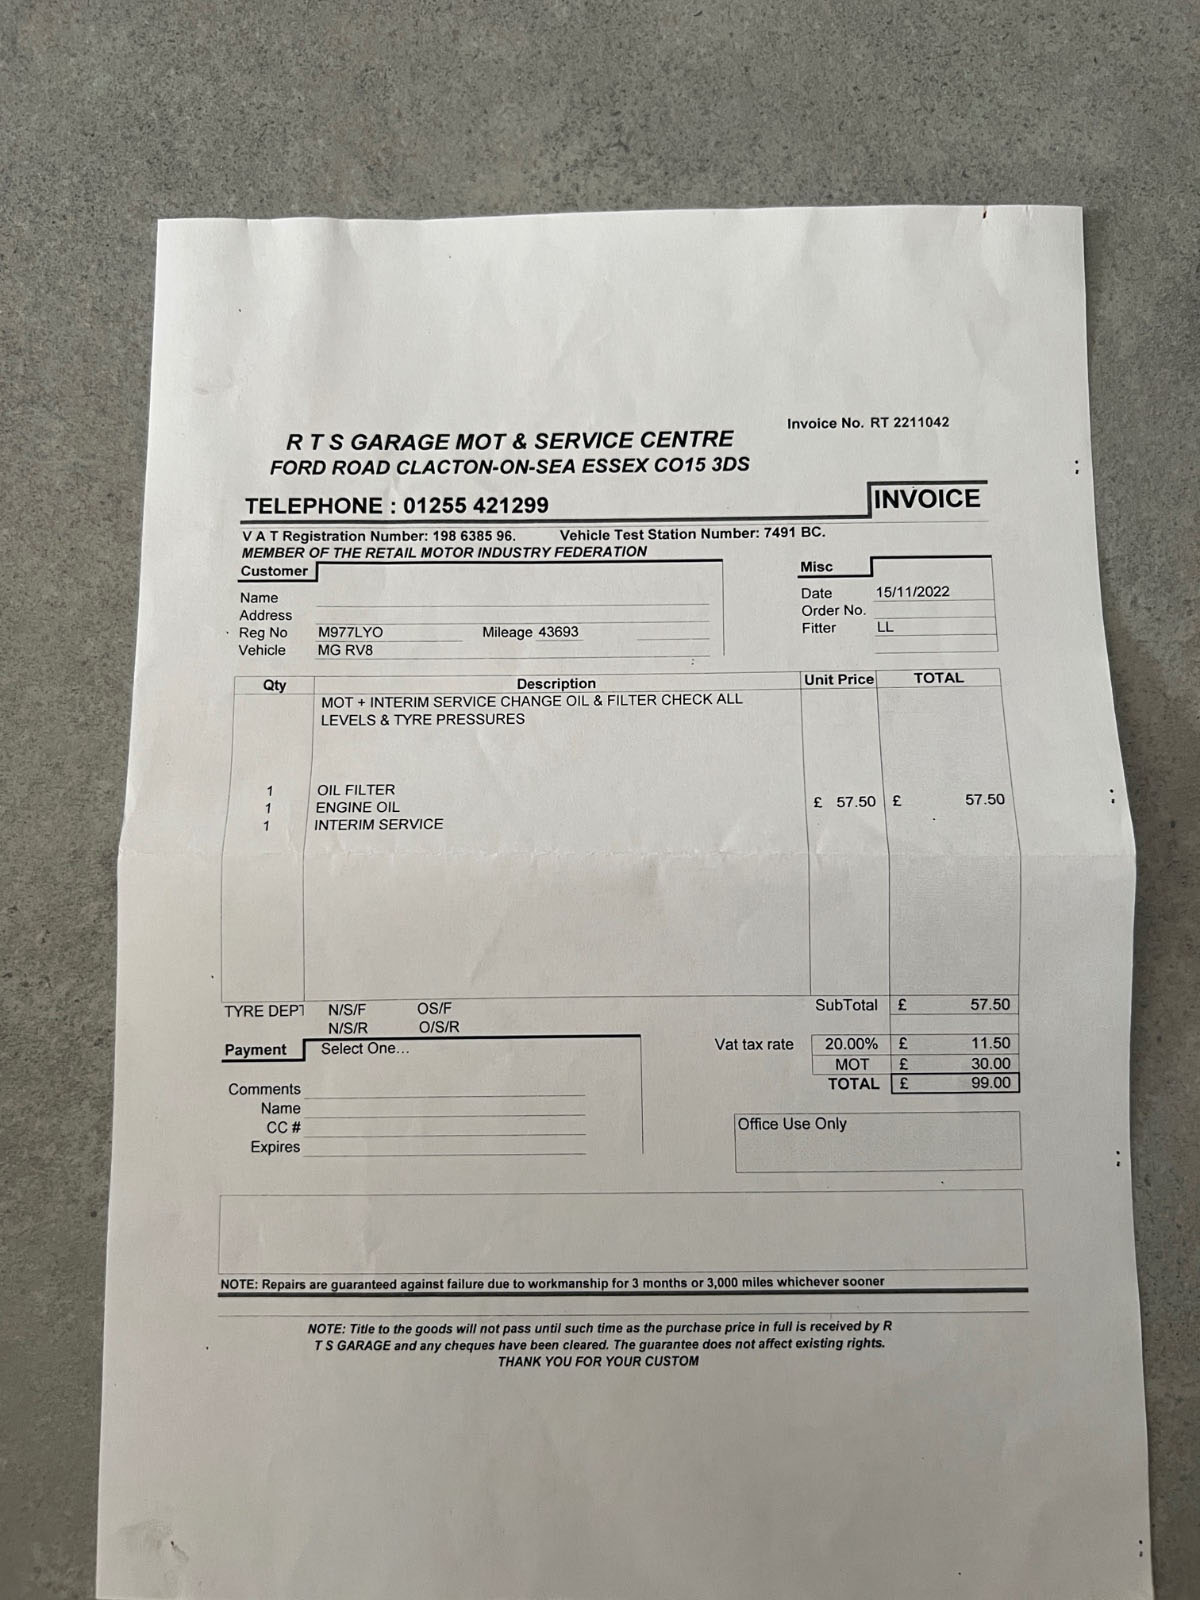 Invoice No. RT 2211042
R T S GARAGE MOT & SERVICE CENTRE
FORD ROAD CLACTON-ON-SEA ESSEX CO15 3DS
TELEPHONE : 01255 421299
INVOICE
V A T Registration Number: 198 6385 96. Vehicle Test Station Number: 7491 BC.
MEMBER OF THE RETAIL MOTOR INDUSTRY FEDERATION
Customer
Name
Address
Reg No M977LYO Mileage 43693
Vehicle MG RV8
Misc
Date 15/11/2022
Order No.
Fitter LL
Qty Description Unit Price TOTAL
MOT + INTERIM SERVICE CHANGE OIL & FILTER CHECK ALL
LEVELS & TYRE PRESSURES
1 OIL FILTER
1 ENGINE OIL £ 57.50 £ 57.50
1 INTERIM SERVICE
TYRE DEPT N/S/F OS/F
N/S/R O/S/R
SubTotal £ 57.50
Vat tax rate 20.00% £ 11.50
MOT £ 30.00
TOTAL £ 99.00
Payment Select One...
Comments
Name
CC #
Expires
Office Use Only
NOTE: Repairs are guaranteed against failure due to workmanship for 3 months or 3,000 miles whichever sooner
NOTE: Title to the goods will not pass until such time as the purchase price in full is received by R
T S GARAGE and any cheques have been cleared. The guarantee does not affect existing rights.
THANK YOU FOR YOUR CUSTOM